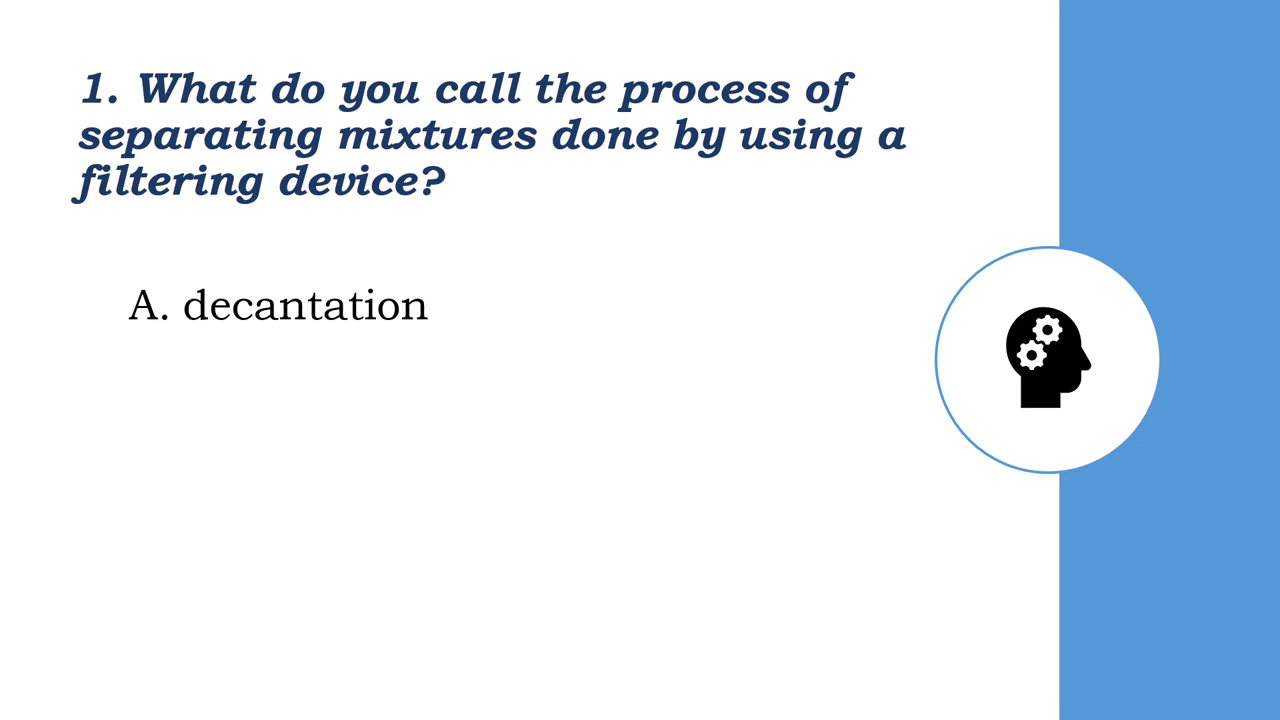 1. What do you call the process of
separating mixtures done by using a
filtering device?
A. decantation